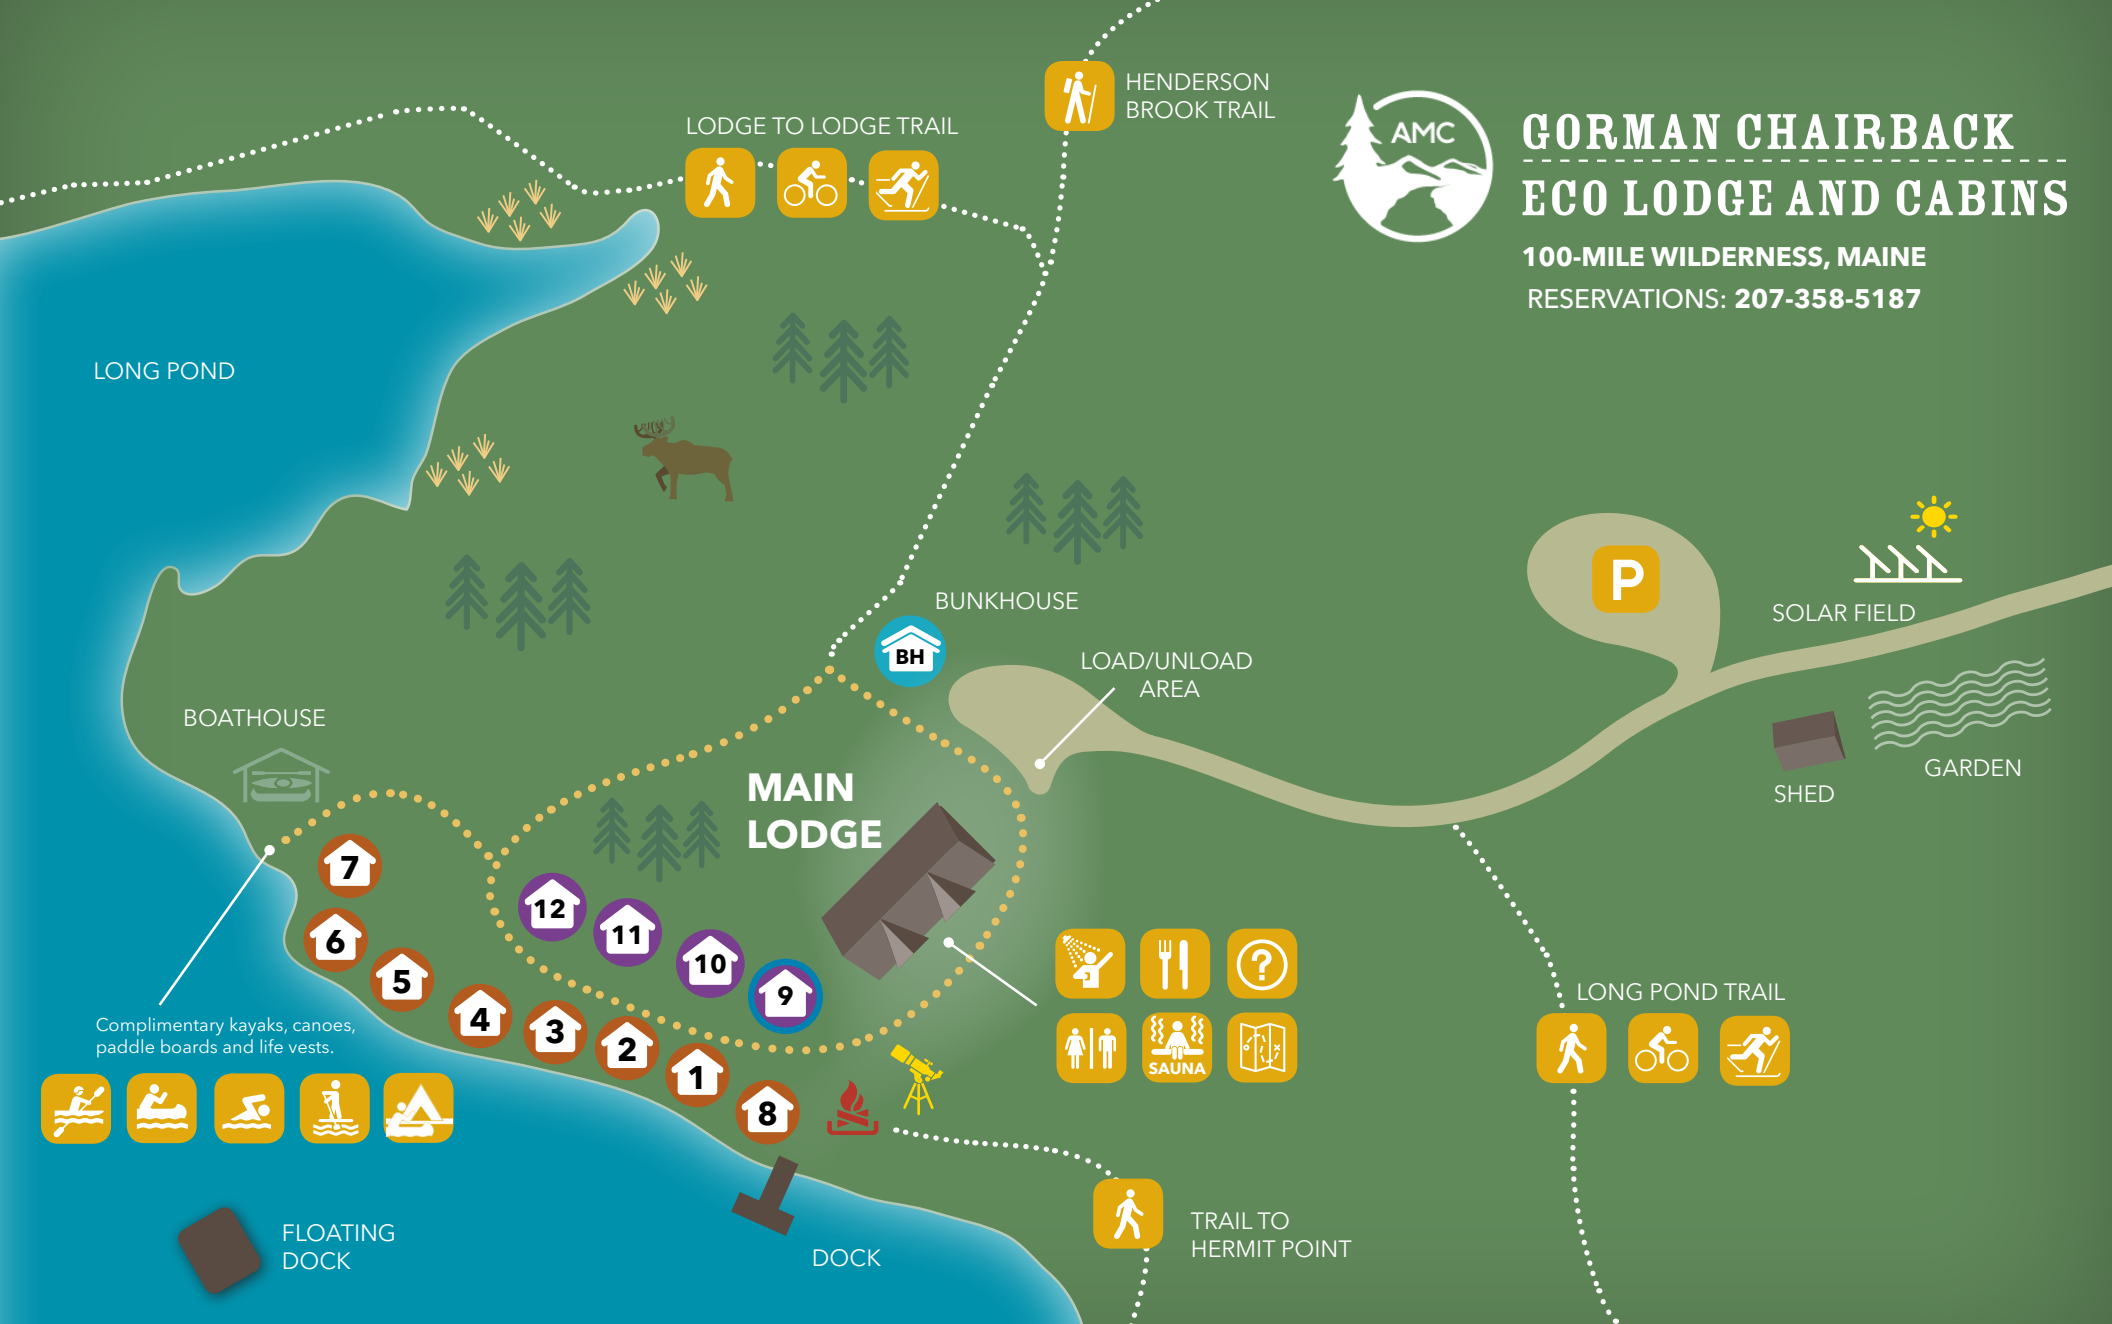 HENDERSON
BROOK TRAIL
LODGE TO LODGE TRAIL
AMC
GORMAN CHAIRBACK
ECO LODGE AND CABINS
100-MILE WILDERNESS, MAINE
RESERVATIONS: 207-358-5187
LONG POND
P
BUNKHOUSE
BH
SOLAR FIELD
LOAD/UNLOAD
AREA
BOATHOUSE
MAIN
LODGE
GARDEN
SHED
7
12
11
6
10
5
9
4
3
2
1
8
?
LONG POND TRAIL
Complimentary kayaks, canoes,
paddle boards and life vests.
SAUNA
TRAIL TO
HERMIT POINT
FLOATING
DOCK
DOCK